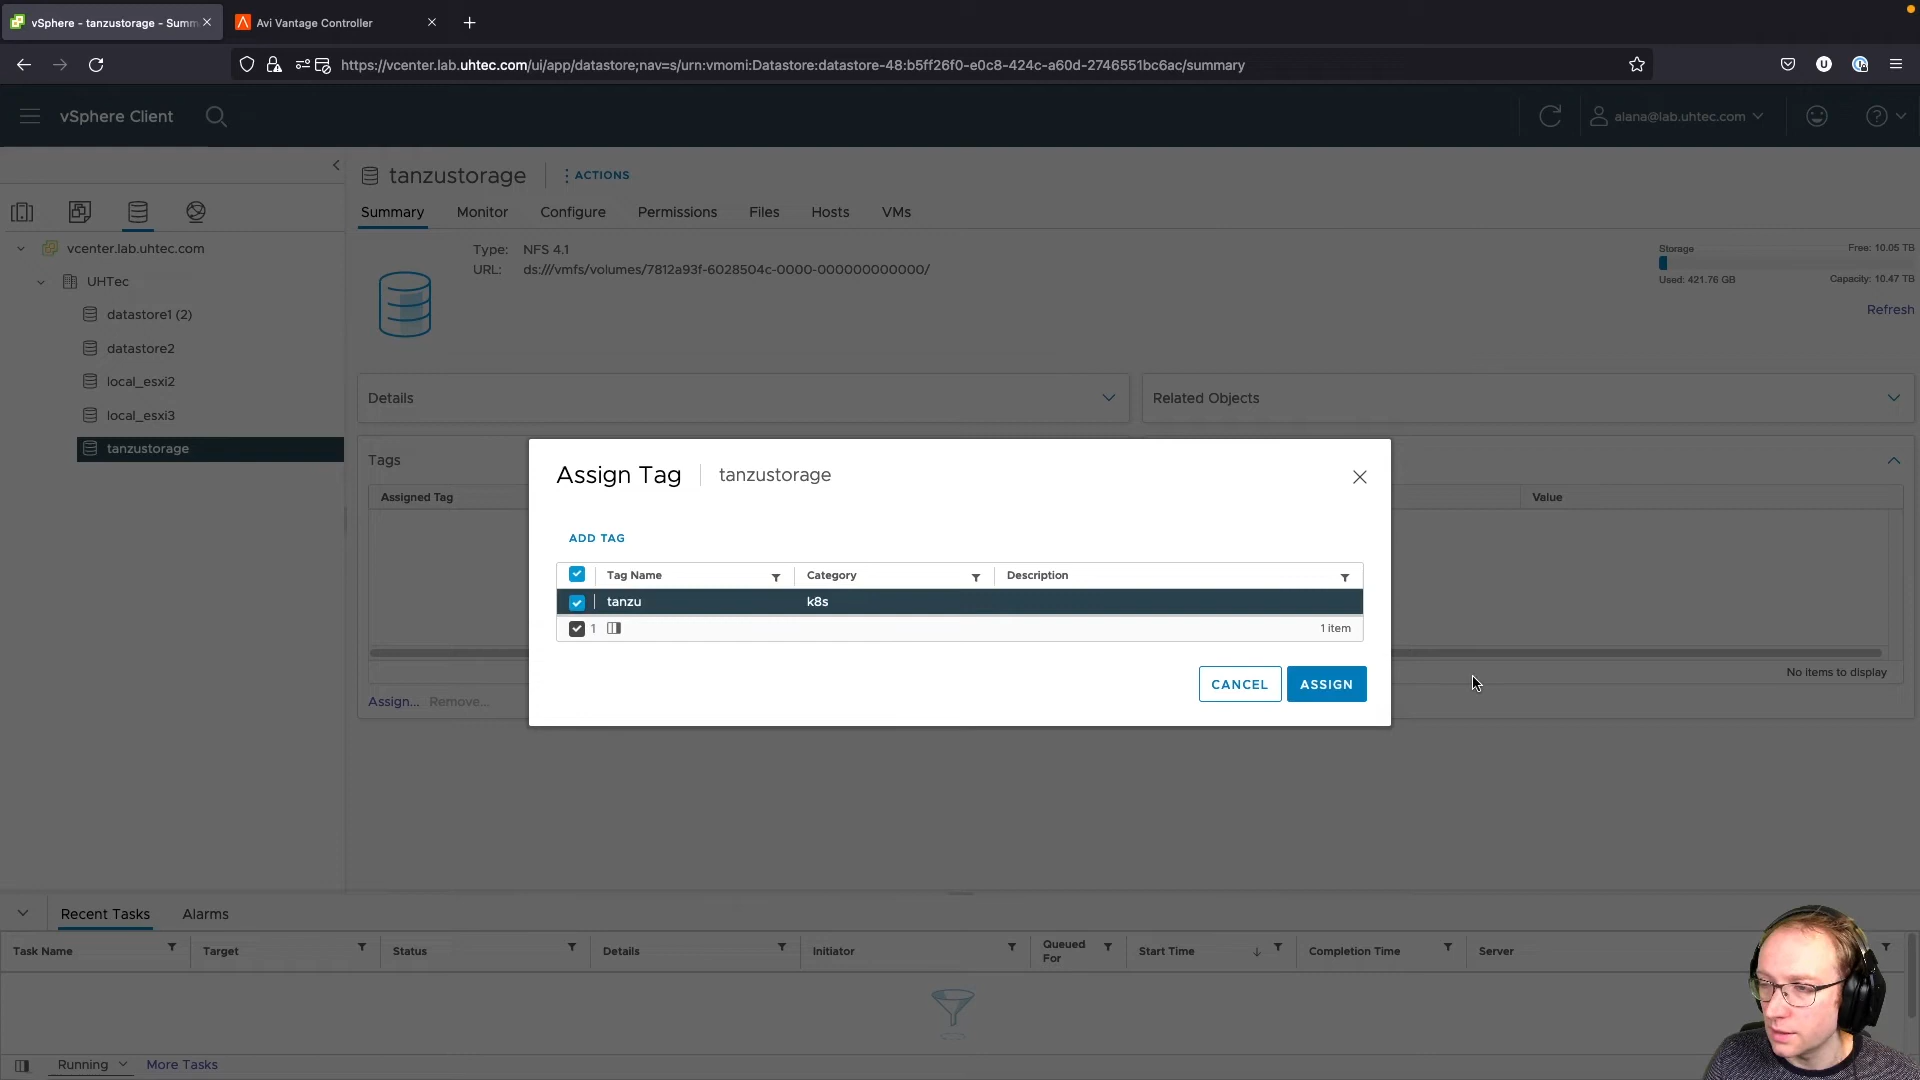 vSphere - tanzustorage - Summ
Avi Vantage Controller
https://vcenter.lab.uhtec.com/ui/app/datastore;nav=s/urn:vmomi:Datastore:datastore-48:b5ff26f0-e0c8-424c-a60d-2746551bc6ac/summary
vSphere Client
alana@lab.uhtec.com
tanzustorage
ACTIONS
Summary Monitor Configure Permissions Files Hosts VMs
vcenter.lab.uhtec.com
UHTec
datastore1 (2)
datastore2
local_esxi2
local_esxi3
tanzustorage
Type: NFS 4.1
URL: ds:///vmfs/volumes/7812a93f-6028504c-0000-000000000000/
Storage Free: 10.05 TB
Used: 421.76 GB Capacity: 10.47 TB
Refresh
Details
Related Objects
Tags
Assigned Tag
Value
No items to display
Assign... Remove...
Assign Tag tanzustorage
ADD TAG
Tag Name Category Description
tanzu k8s
1
1 item
CANCEL ASSIGN
Recent Tasks Alarms
Task Name Target Status Details Initiator Queued For Start Time Completion Time Server
Running More Tasks